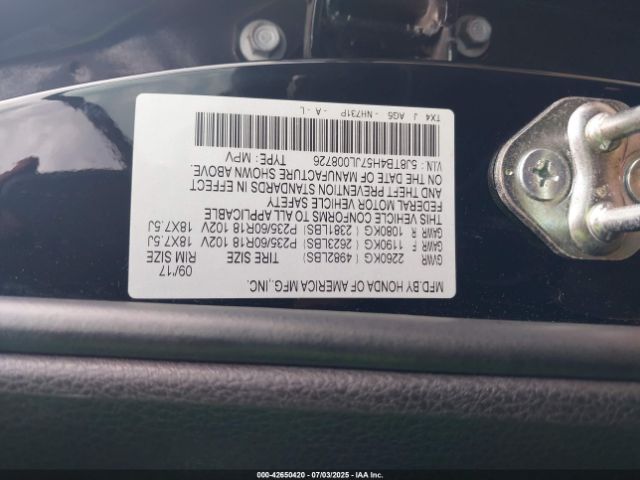 MFD.BY HONDA OF AMERICA MFG.,INC. 09/17
GVWR TIRE SIZE RIM SIZE
2260KG ( 4982LBS)
GAWR F 1190KG ( 2623LBS) P235/60R18 102V 18X7.5J
GAWR R 1080KG ( 2381LBS) P235/60R18 102V 18X7.5J
THIS VEHICLE CONFORMS TO ALL APPLICABLE
FEDERAL MOTOR VEHICLE SAFETY
AND THEFT PREVENTION STANDARDS IN EFFECT
ON THE DATE OF MANUFACTURE SHOWN ABOVE.
VIN: 5J8TB4H57JL008726 TYPE: MPV
TX4 J AG5- NH731P -A-L
000-42650420 - 07/03/2025 - IAA Inc.